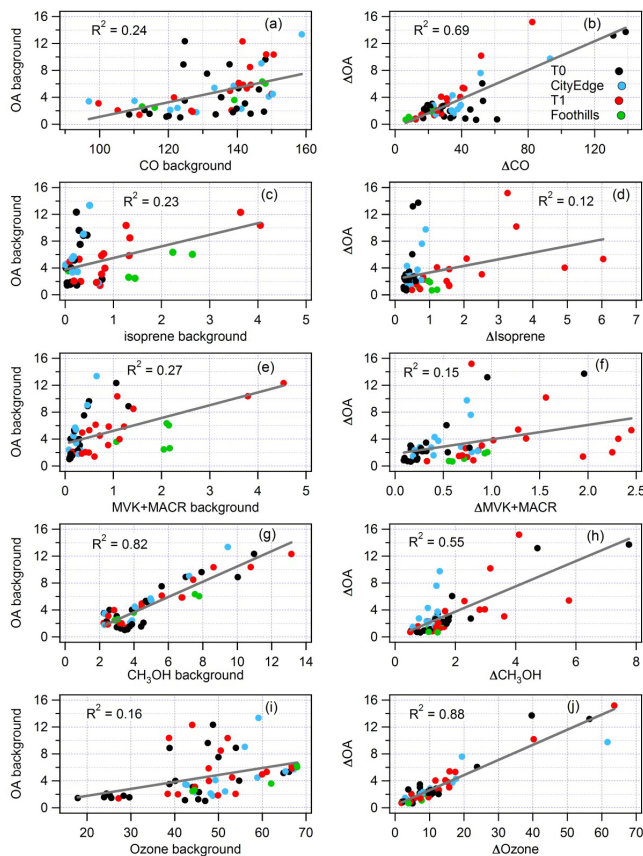 (a)
R² = 0.24
OA background
16
12
8
4
0
100 120 140 160
CO background
(b)
R² = 0.69
ΔOA
16
12
8
4
0
T0
CityEdge
T1
Foothills
0 20 40 60 80 100 120 140
ΔCO
(c)
R² = 0.23
OA background
16
12
8
4
0
0 1 2 3 4 5
isoprene background
(d)
R² = 0.12
ΔOA
16
12
8
4
0
0 1 2 3 4 5 6 7
ΔIsoprene
(e)
R² = 0.27
OA background
16
12
8
4
0
0 1 2 3 4 5
MVK+MACR background
(f)
R² = 0.15
ΔOA
16
12
8
4
0
0.0 0.5 1.0 1.5 2.0 2.5
ΔMVK+MACR
(g)
R² = 0.82
OA background
16
12
8
4
0
0 2 4 6 8 10 12 14
CH₃OH background
(h)
R² = 0.55
ΔOA
16
12
8
4
0
0 2 4 6 8
ΔCH₃OH
(i)
R² = 0.16
OA background
16
12
8
4
0
20 30 40 50 60 70
Ozone background
(j)
R² = 0.88
ΔOA
16
12
8
4
0
0 10 20 30 40 50 60 70
ΔOzone